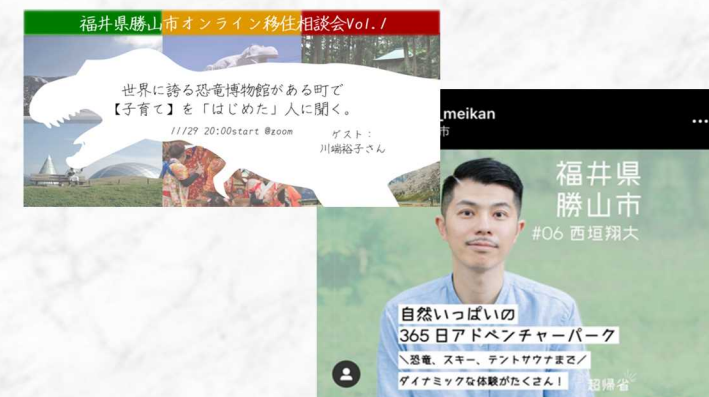 福井県勝山市オンライン移住相談会Vol.1
世界に誇る恐竜博物館がある町で
【子育て】を「はじめた」人に聞く。
11/29 20:00start @zoom
ゲスト：
川端裕子さん
_meikan
市
福井県
勝山市
#06 西垣翔大
自然いっぱいの
365日アドベンチャーパーク
＼恐竜、スキー、テントサウナまで／
ダイナミックな体験がたくさん！
超帰省